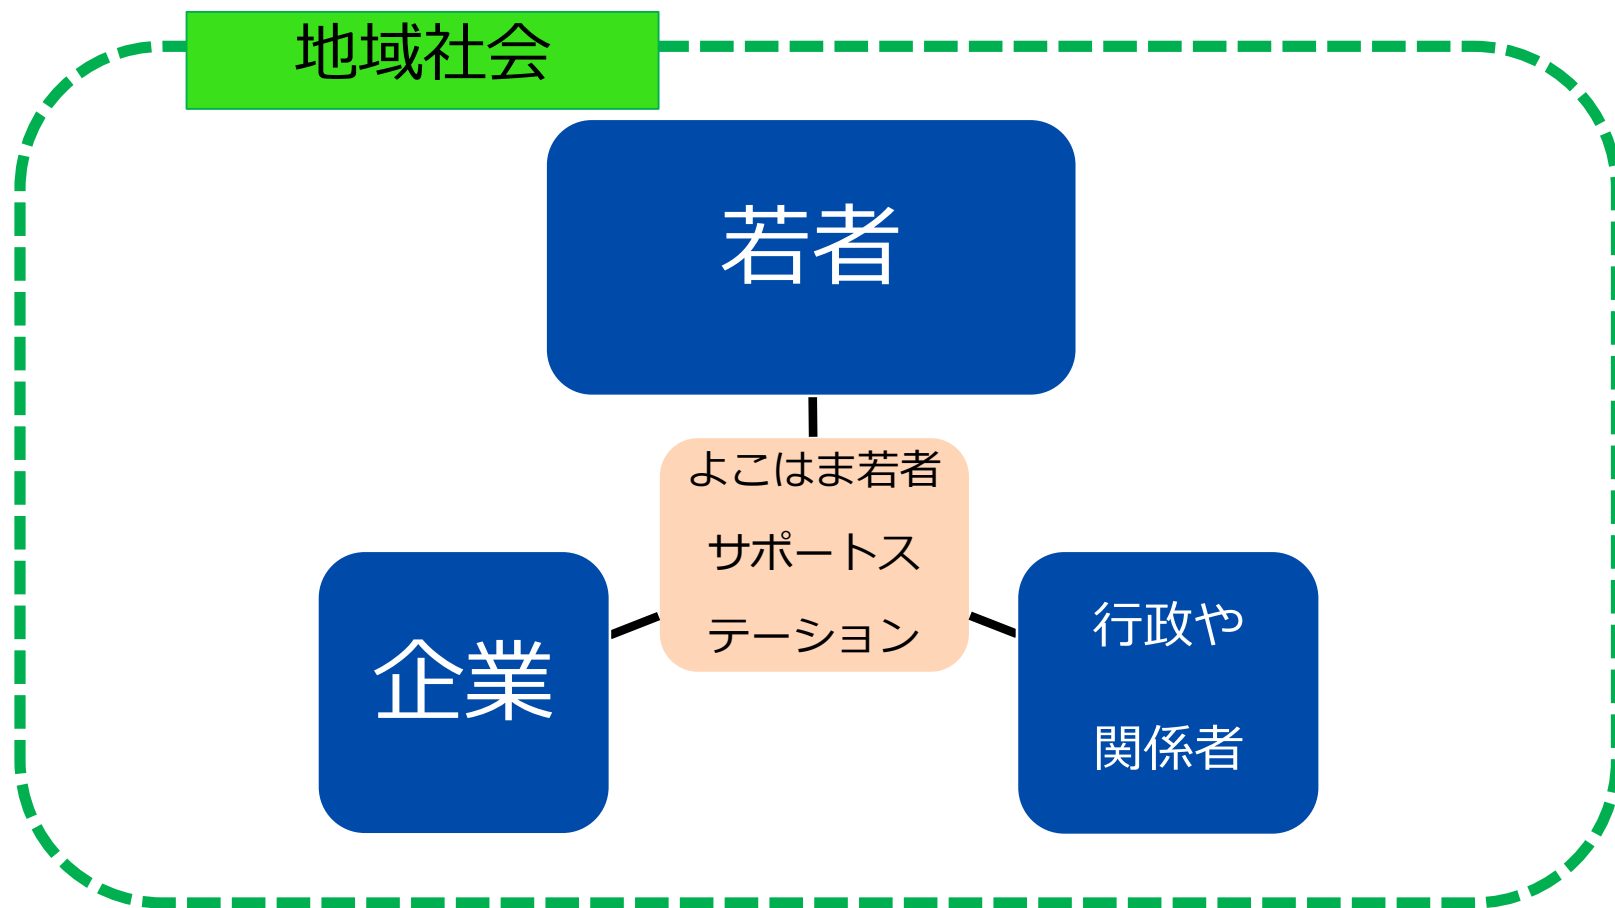 地域社会
若者
よこはま若者
サポートス
テーション
企業
行政や
関係者